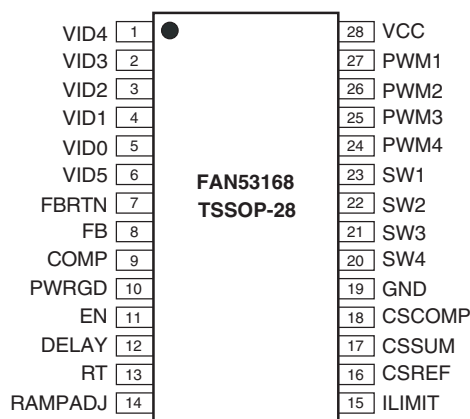 VID4 1 28 VCC
VID3 2 27 PWM1
VID2 3 26 PWM2
VID1 4 25 PWM3
VID0 5 24 PWM4
VID5 6 23 SW1
FAN53168
FBRTN 7 22 SW2
TSSOP-28
FB 8 21 SW3
COMP 9 20 SW4
PWRGD 10 19 GND
EN 11 18 CSCOMP
DELAY 12 17 CSSUM
RT 13 16 CSREF
RAMPADJ 14 15 ILIMIT